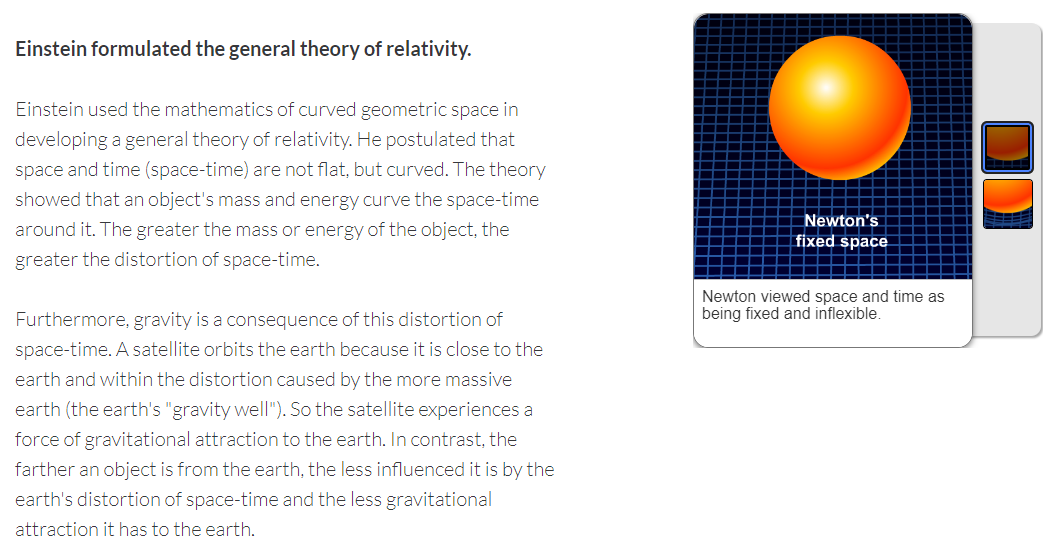 Einstein formulated the general theory of relativity.
Einstein used the mathematics of curved geometric space in
developing a general theory of relativity. He postulated that
space and time (space-time) are not flat, but curved. The theory
showed that an object's mass and energy curve the space-time
around it. The greater the mass or energy of the object, the
greater the distortion of space-time.
Furthermore, gravity is a consequence of this distortion of
space-time. A satellite orbits the earth because it is close to the
earth and within the distortion caused by the more massive
earth (the earth's "gravity well"). So the satellite experiences a
force of gravitational attraction to the earth. In contrast, the
farther an object is from the earth, the less influenced it is by the
earth's distortion of space-time and the less gravitational
attraction it has to the earth.
Newton's
fixed space
Newton viewed space and time as
being fixed and inflexible.